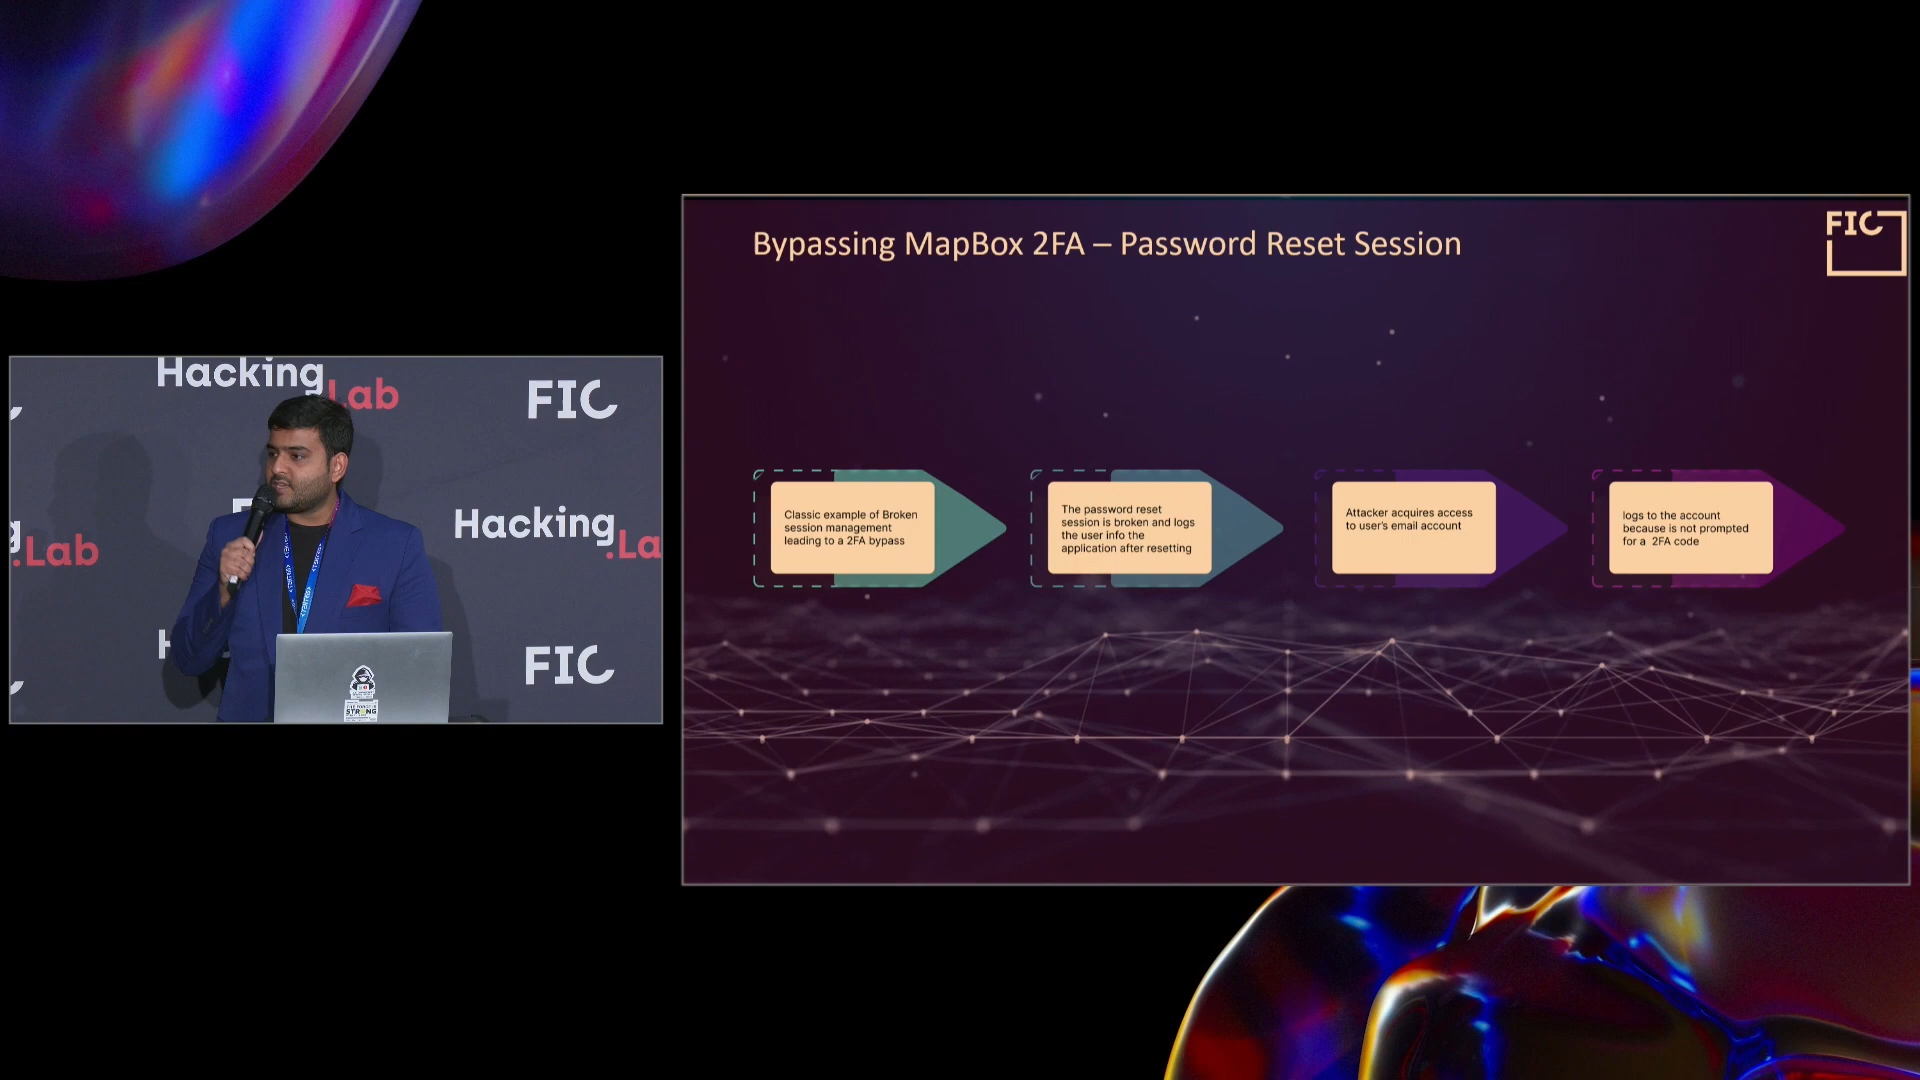 Bypassing MapBox 2FA – Password Reset Session
FIC
Classic example of Broken
session management
leading to a 2FA bypass
The password reset
session is broken and logs
the user info the
application after resetting
Attacker acquires access
to user's email account
logs to the account
because is not prompted
for a 2FA code
Hacking
Lab
FIC
Hacking
.La
.Lab
FIC
STRONG